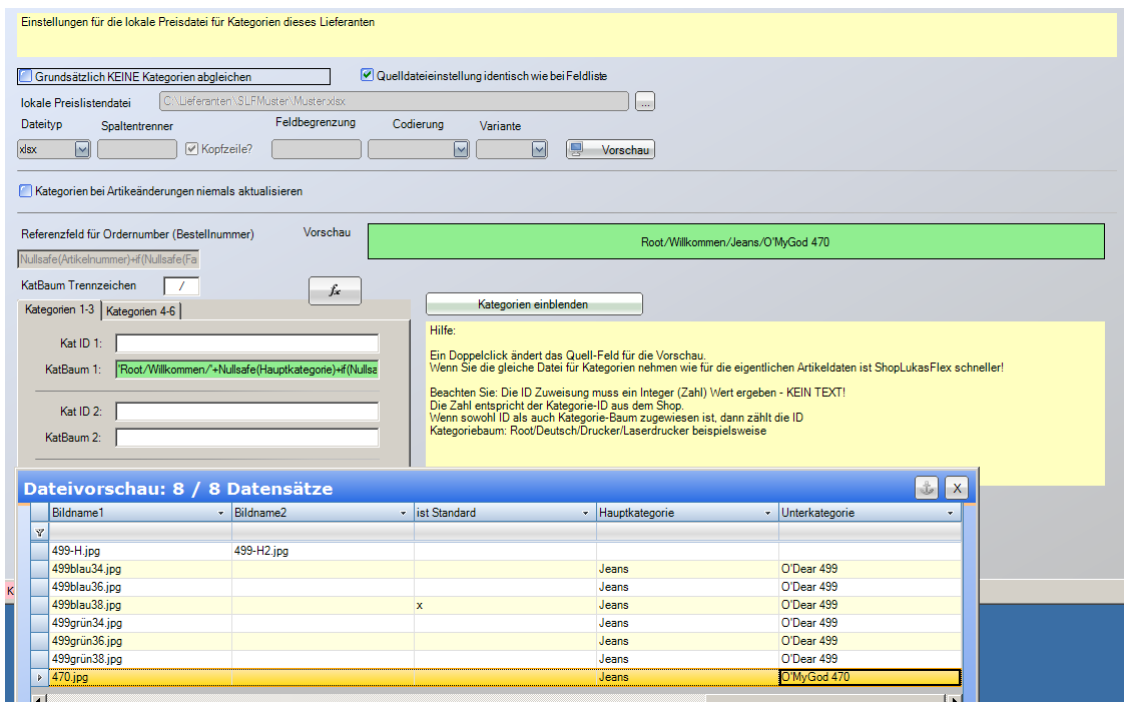 Einstellungen für die lokale Preisdatei für Kategorien dieses Lieferanten
Grundsätzlich KEINE Kategorien abgleichen
Quelldateieinstellung identisch wie bei Feldliste
lokale Preislistendatei
C:\Lieferanten\SLFMuster\Muster.xlsx
...
Dateityp
Spaltentrenner
Feldbegrenzung
Codierung
Variante
xlsx
Kopfzeile?
Vorschau
Kategorien bei Artikeänderungen niemals aktualisieren
Referenzfeld für Ordernumber (Bestellnummer)
Vorschau
Root/Willkommen/Jeans/O'MyGod 470
Nullsafe(Artikelnummer)+if(Nullsafe(Fa
KatBaum Trennzeichen
/
fx
Kategorien einblenden
Kategorien 1-3
Kategorien 4-6
Kat ID 1:
KatBaum 1:
"Root/Willkommen/"+Nullsafe(Hauptkategorie)+if(Nullsa
Kat ID 2:
KatBaum 2:
Hilfe:
Ein Doppelclick ändert das Quell-Feld für die Vorschau.
Wenn Sie die gleiche Datei für Kategorien nehmen wie für die eigentlichen Artikeldaten ist ShopLukasFlex schneller!
Beachten Sie: Die ID Zuweisung muss ein Integer (Zahl) Wert ergeben - KEIN TEXT!
Die Zahl entspricht der Kategorie-ID aus dem Shop.
Wenn sowohl ID als auch Kategorie-Baum zugewiesen ist, dann zählt die ID
Kategoriebaum: Root/Deutsch/Drucker/Laserdrucker beispielsweise
Dateivorschau: 8 / 8 Datensätze
X
Bildname1 Bildname2 ist Standard Hauptkategorie Unterkategorie
499-H.jpg 499-H2.jpg
499blau34.jpg Jeans O'Dear 499
499blau36.jpg Jeans O'Dear 499
499blau38.jpg x Jeans O'Dear 499
499grün34.jpg Jeans O'Dear 499
499grün36.jpg Jeans O'Dear 499
499grün38.jpg Jeans O'Dear 499
470.jpg Jeans O'MyGod 470
K